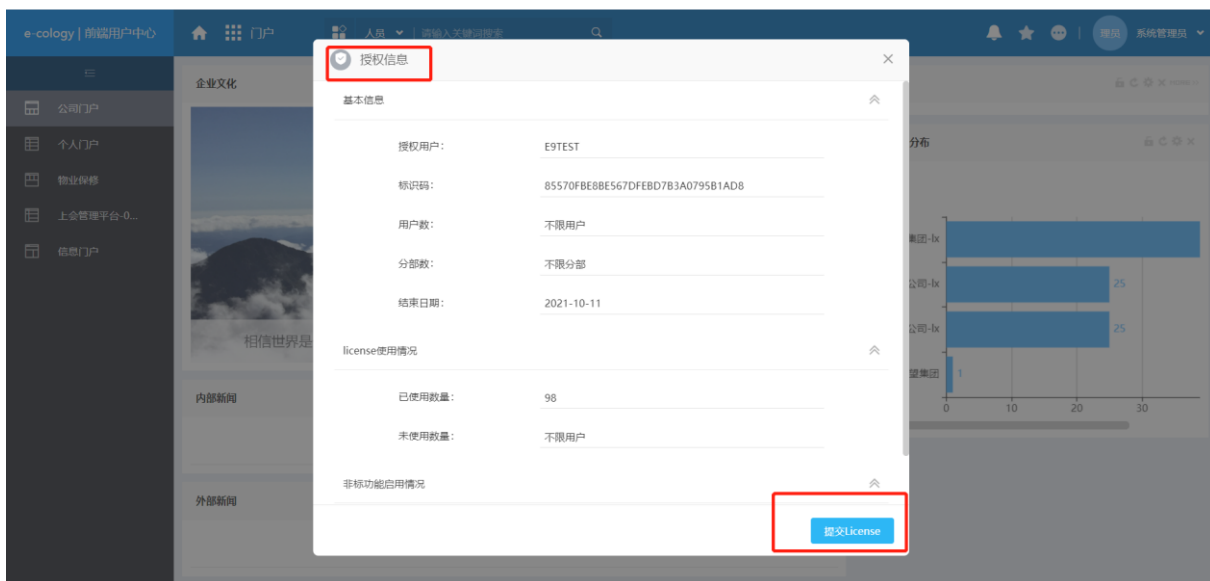 e-cology | 前端用户中心
门户
人员
请输入关键词搜索
理员
系统管理员
公司门户
个人门户
物业保修
上会管理平台-0...
信息门户
企业文化
相信世界是
内部新闻
外部新闻
授权信息
基本信息
授权用户： E9TEST
标识码： 85570FBE8BE567DFEBD7B3A0795B1AD8
用户数： 不限用户
分部数： 不限分部
结束日期： 2021-10-11
license使用情况
已使用数量： 98
未使用数量： 不限用户
非标功能启用情况
提交License
分布
集团-lx
公司-lx
25
公司-lx
25
望集团
1
0 10 20 30